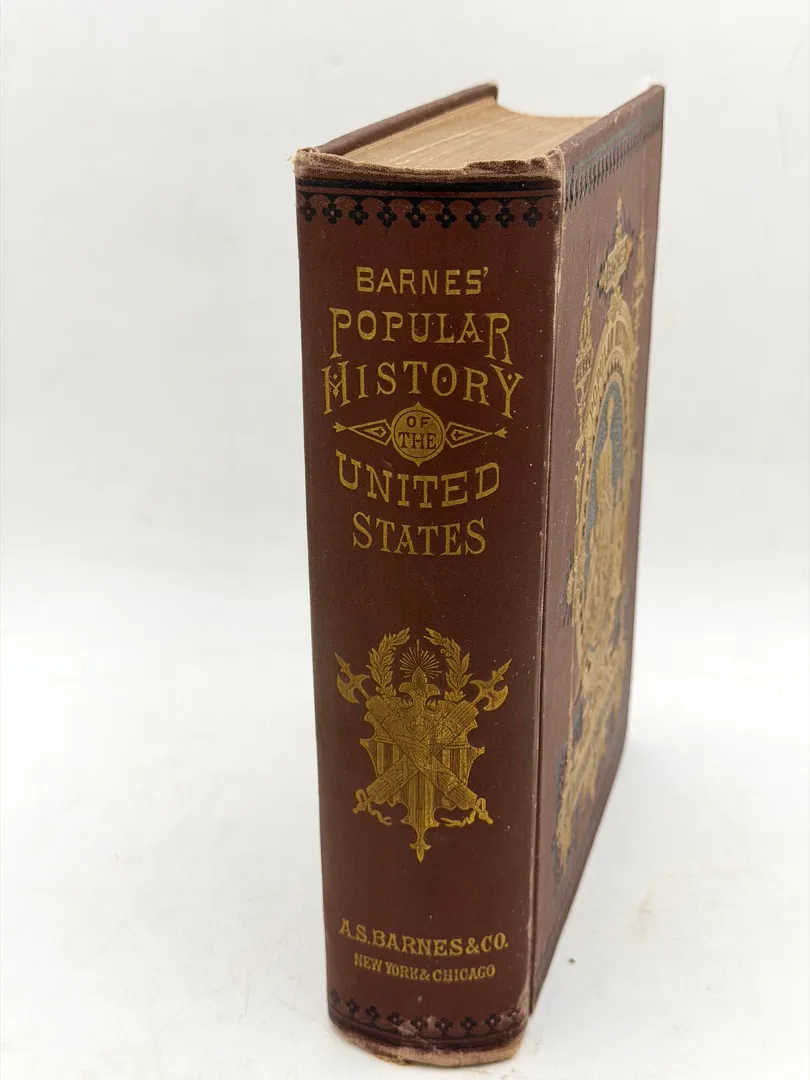 BARNES'
POPULAR
HISTORY
OF
THE
UNITED
STATES
A.S.BARNES&CO.
NEW YORK & CHICAGO